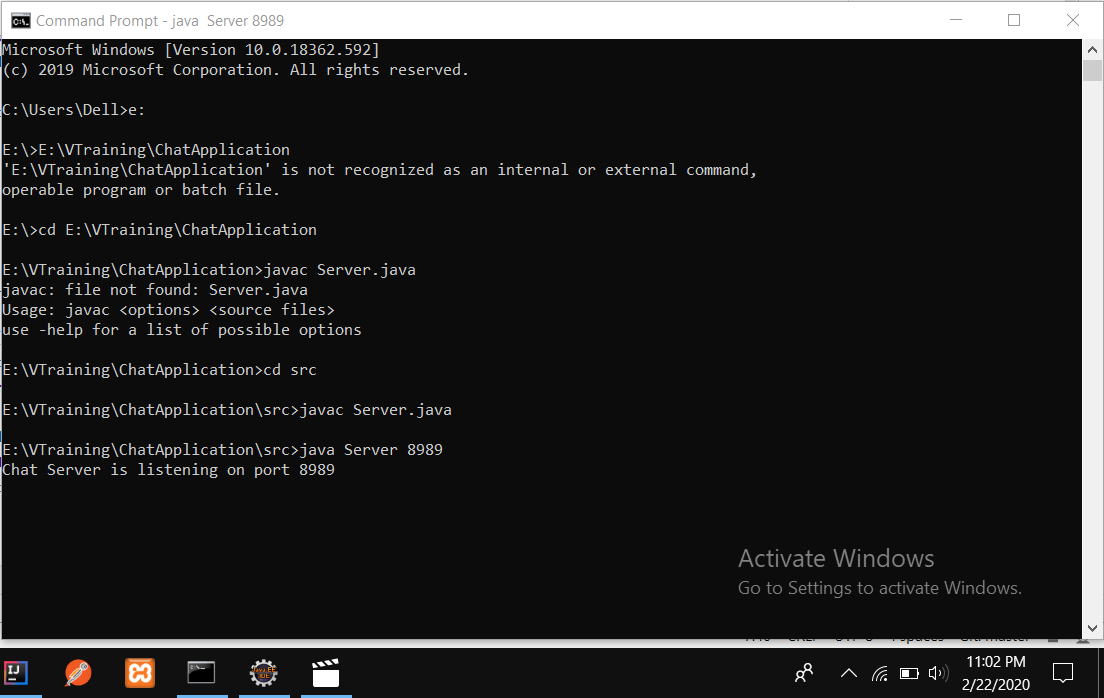 Command Prompt - java  Server 8989
Microsoft Windows [Version 10.0.18362.592]
(c) 2019 Microsoft Corporation. All rights reserved.
C:\Users\Dell>e:
E:\>E:\VTraining\ChatApplication
'E:\VTraining\ChatApplication' is not recognized as an internal or external command,
operable program or batch file.
E:\>cd E:\VTraining\ChatApplication
E:\VTraining\ChatApplication>javac Server.java
javac: file not found: Server.java
Usage: javac <options> <source files>
use -help for a list of possible options
E:\VTraining\ChatApplication>cd src
E:\VTraining\ChatApplication\src>javac Server.java
E:\VTraining\ChatApplication\src>java Server 8989
Chat Server is listening on port 8989
Activate Windows
Go to Settings to activate Windows.
IJ
11:02 PM
2/22/2020